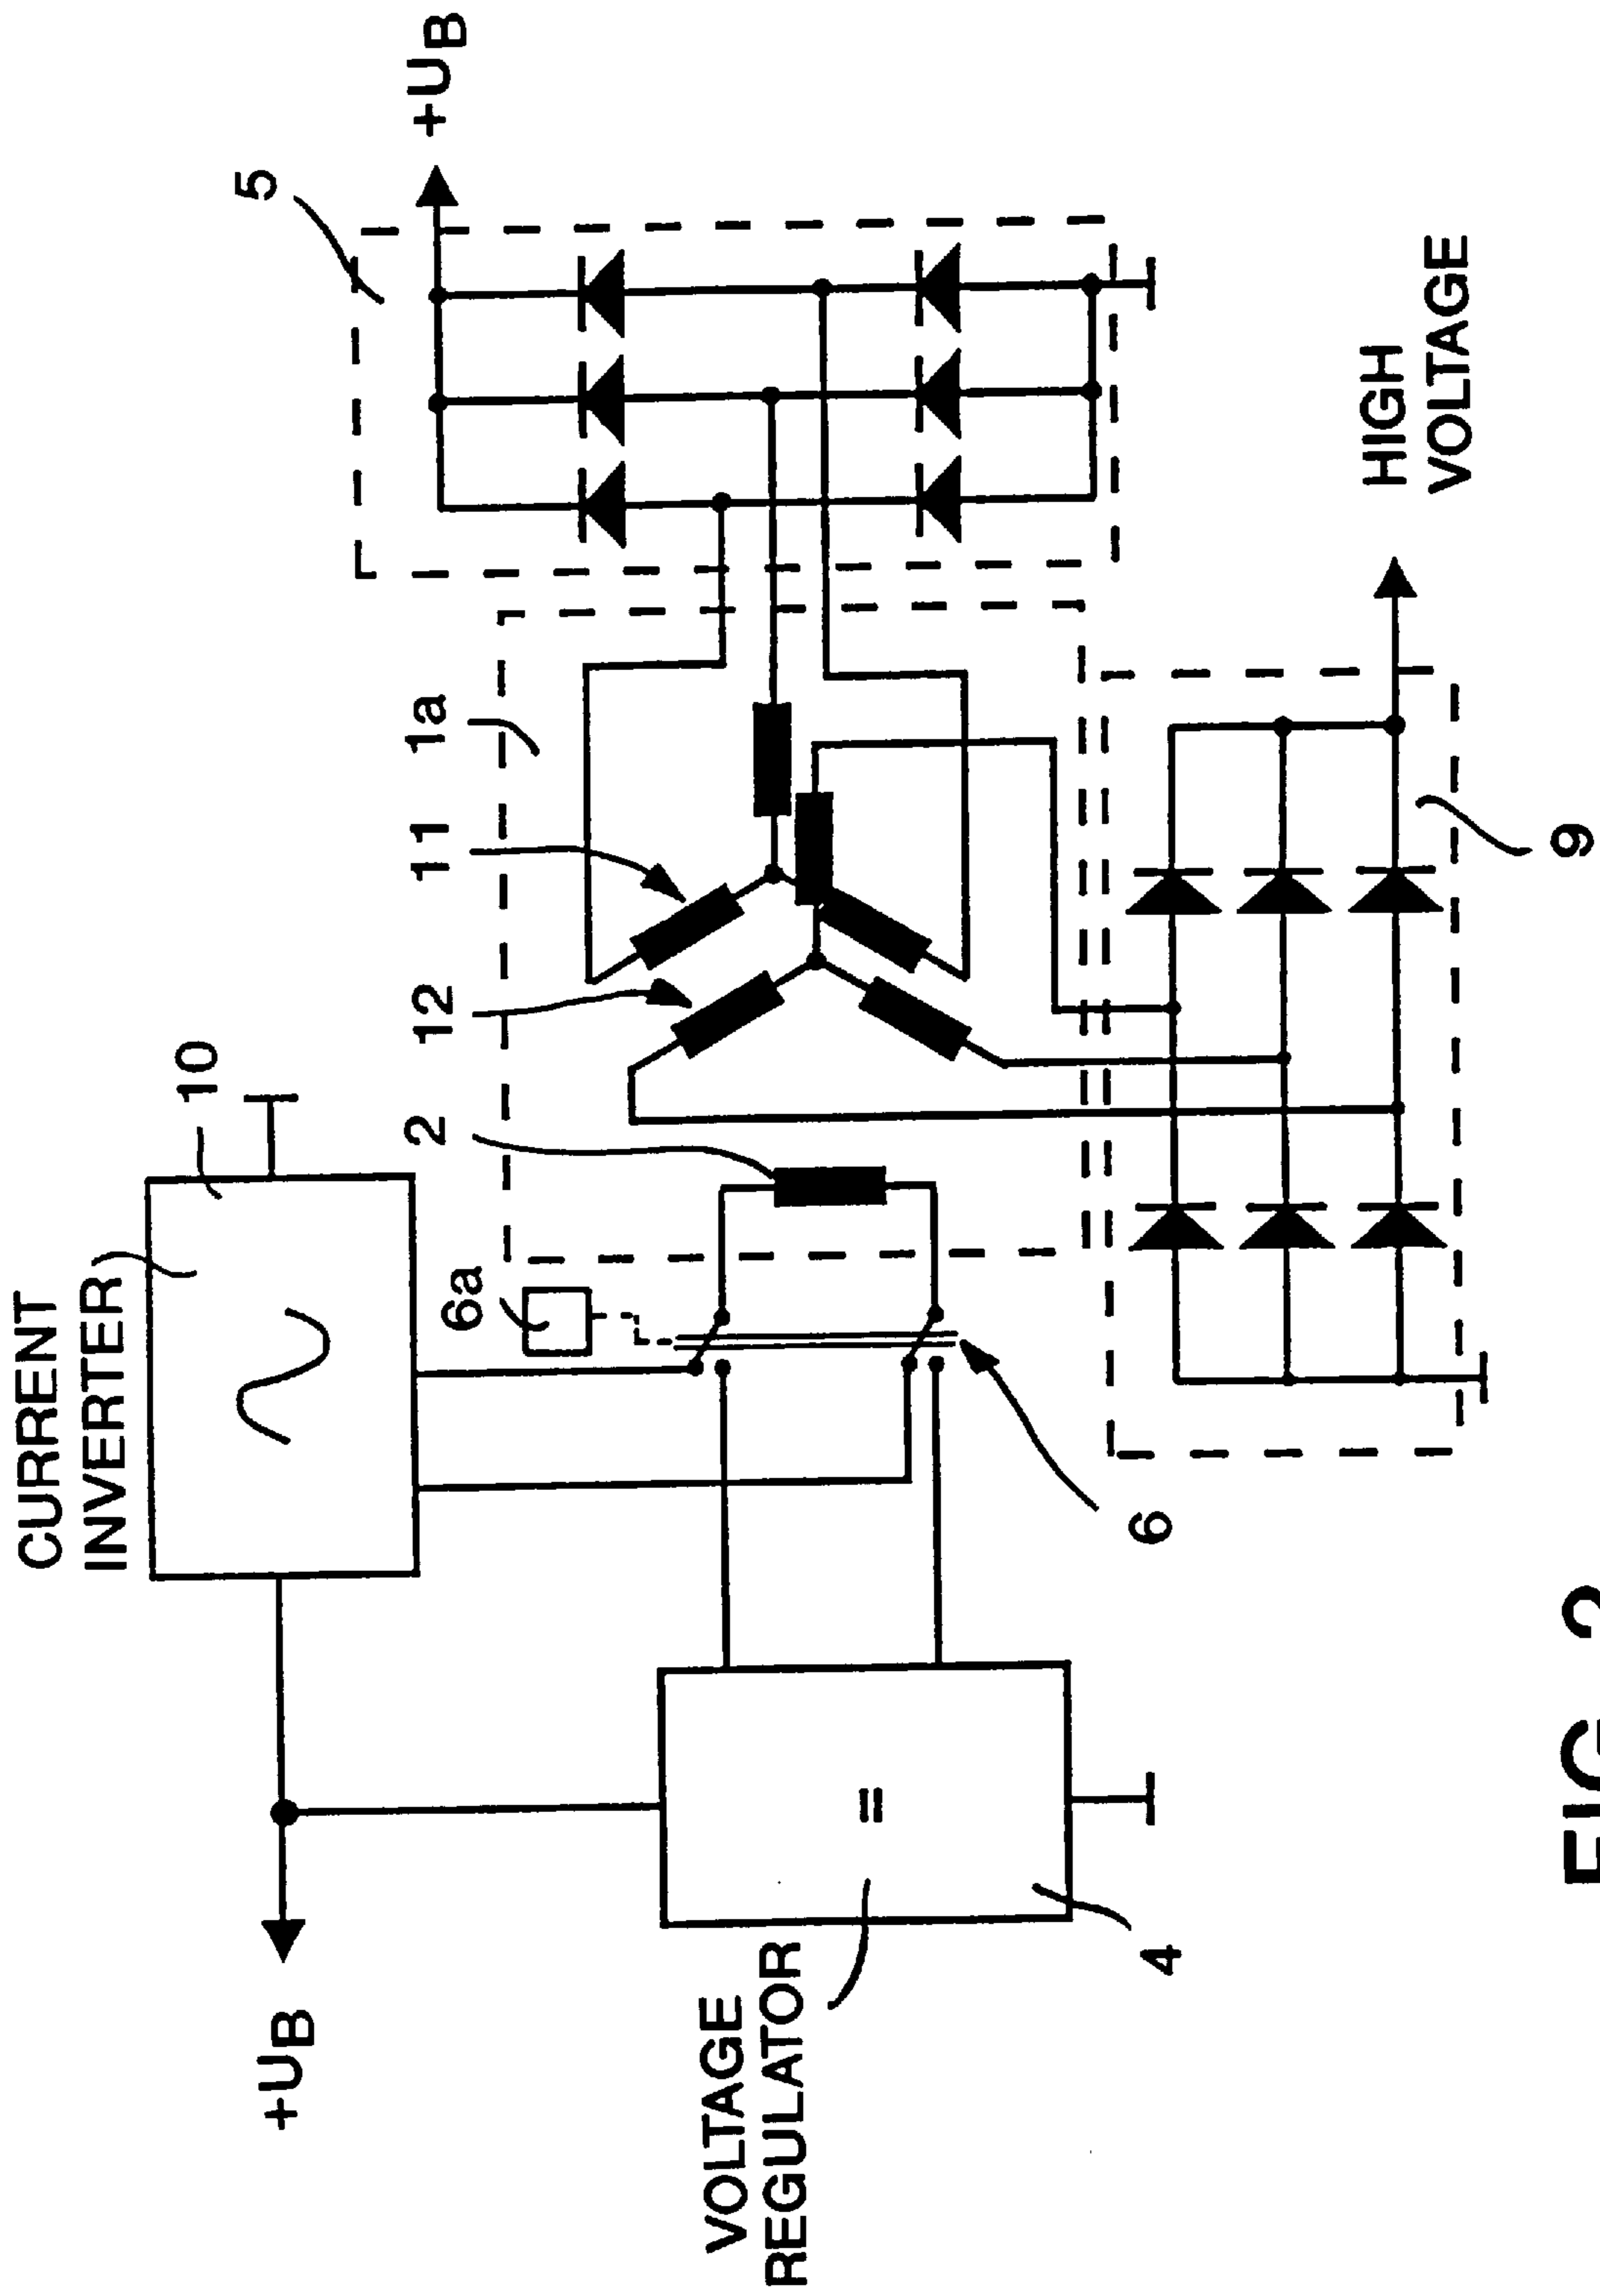 CURRENT
INVERTER
10
5
+UB
+UB
6a
2
12
11
1a
VOLTAGE
REGULATOR
=
4
6
9
HIGH
VOLTAGE
FIG. 2